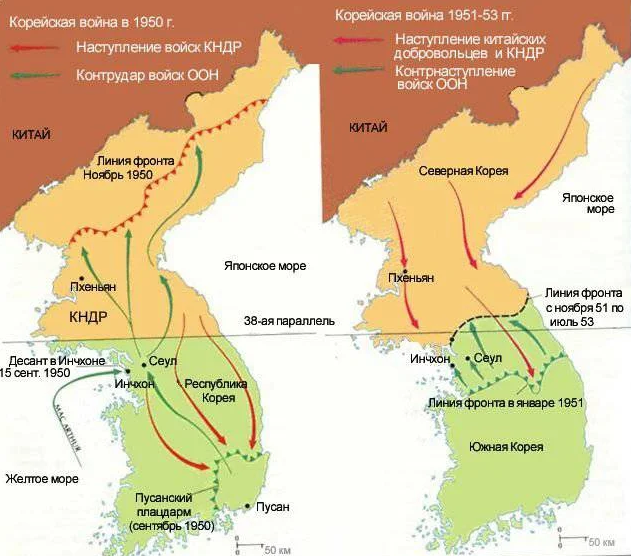 Корейская война в 1950 г.
Наступление войск КНДР
Контрудар войск ООН
КИТАЙ
Линия фронта
Ноябрь 1950
Пхеньян
КНДР
Японское море
38-ая параллель
Десант в Инчхоне
15 сент. 1950
Сеул
Инчхон
Республика
Корея
MAC ARTHUR
Желтое море
Пусанский
плацдарм
(сентябрь 1950)
Пусан
50 км
Корейская война 1951-53 гг.
Наступление китайских
добровольцев и КНДР
Контрнаступление
войск ООН
КИТАЙ
Северная Корея
Японское
море
Пхеньян
Линия фронта
с ноября 51 по
июль 53
Инчхон
Сеул
Линия фронта в январе 1951
Южная Корея
50 км